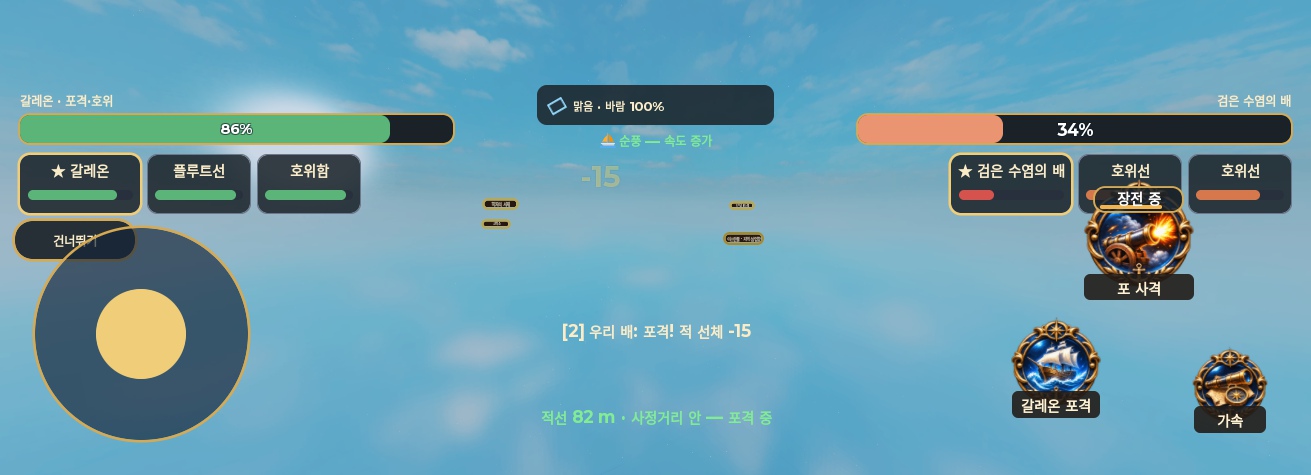 갈레온 · 포격·호위
86%
★ 갈레온
플루트선
호위함
건너뛰기
맑음 · 바람 100%
순풍 — 속도 증가
-15
검은 수염의 배
34%
★ 검은 수염의 배
호위선
호위선
장전 중
포 사격
[2] 우리 배: 포격! 적 선체 -15
갈레온 포격
적선 82 m · 사정거리 안 — 포격 중
가속